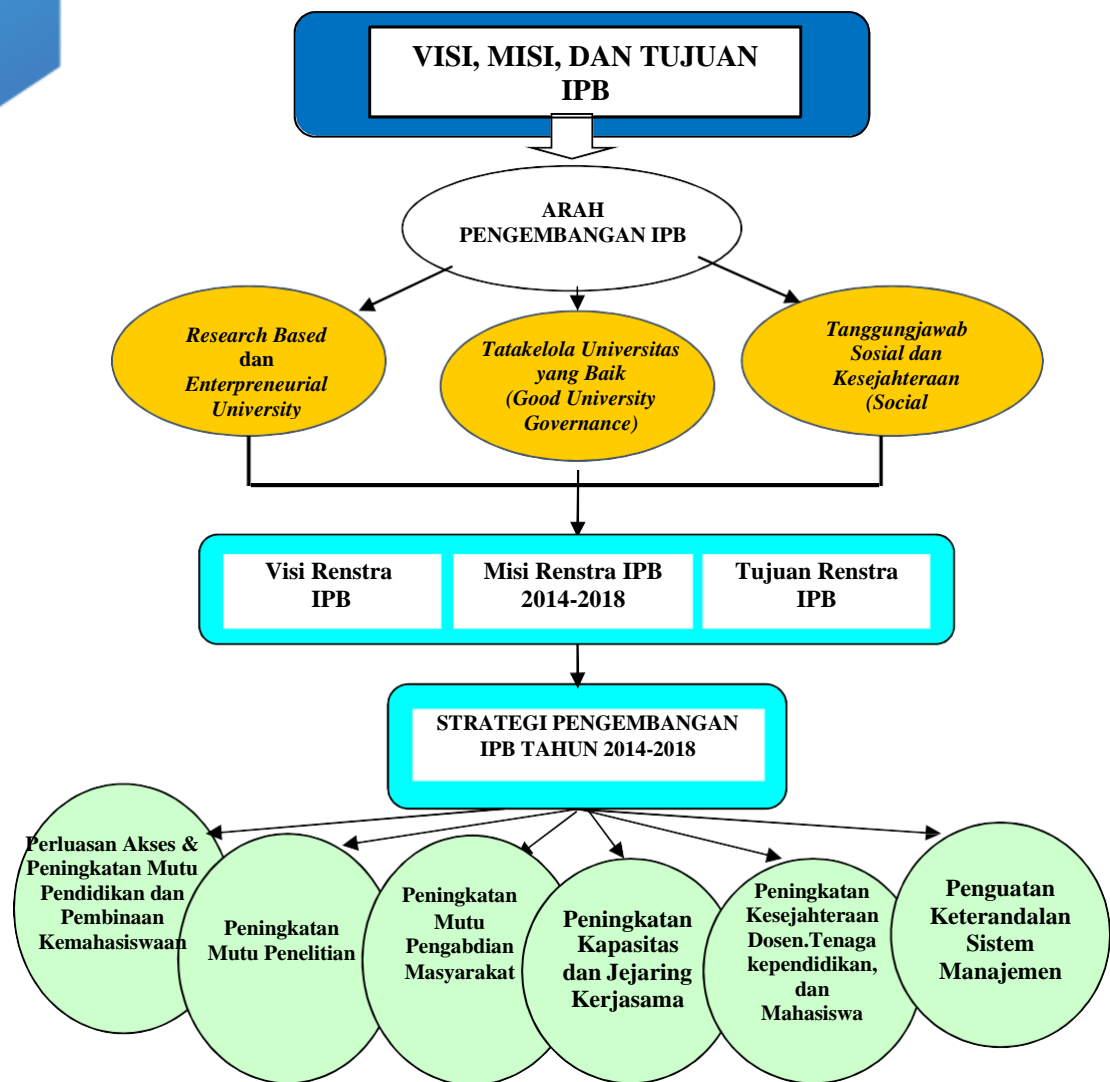 VISI, MISI, DAN TUJUAN
IPB
ARAH
PENGEMBANGAN IPB
Research Based
dan
Enterpreneurial
University
Tatakelola Universitas
yang Baik
(Good University
Governance)
Tanggungjawab
Sosial dan
Kesejahteraan
(Social
Visi Renstra
IPB
Misi Renstra IPB
2014-2018
Tujuan Renstra
IPB
STRATEGI PENGEMBANGAN
IPB TAHUN 2014-2018
Perluasan Akses &
Peningkatan Mutu
Pendidikan dan
Pembinaan
Kemahasiswaan
Peningkatan
Mutu Penelitian
Peningkatan
Mutu
Pengabdian
Masyarakat
Peningkatan
Kapasitas
dan Jejaring
Kerjasama
Peningkatan
Kesejahteraan
Dosen.Tenaga
kependidikan,
dan
Mahasiswa
Penguatan
Keterandalan
Sistem
Manajemen